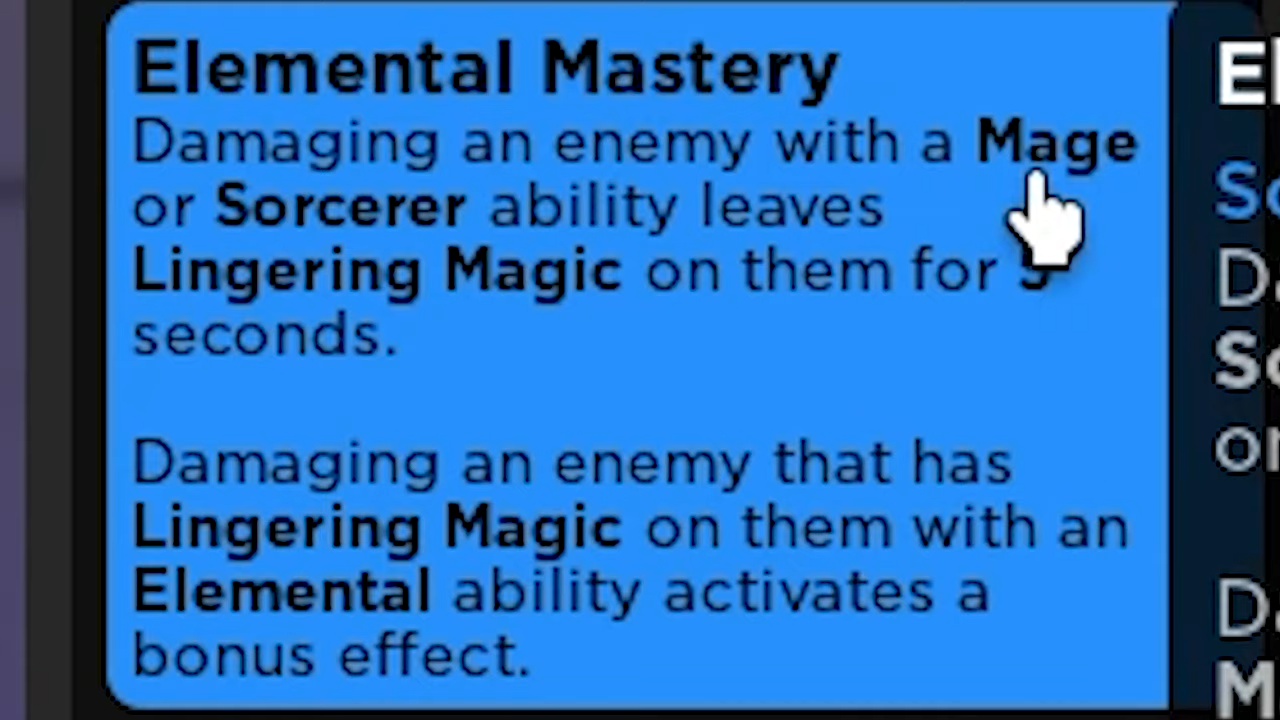 Elemental Mastery
Damaging an enemy with a Mage
or Sorcerer ability leaves
Lingering Magic on them for
seconds.
Damaging an enemy that has
Lingering Magic on them with an
Elemental ability activates a
bonus effect.